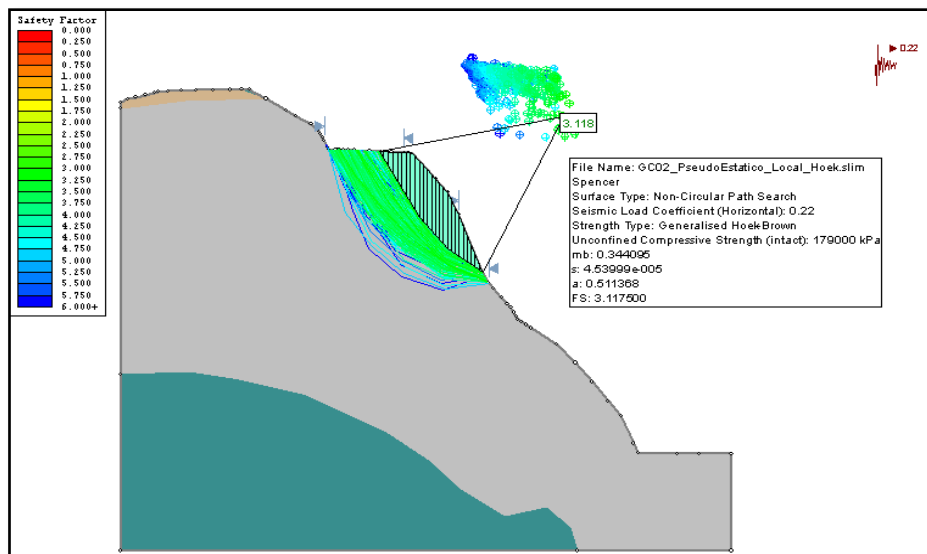 Safety Factor
0.000
0.250
0.500
0.750
1.000
1.250
1.500
1.750
2.000
2.250
2.500
2.750
3.000
3.250
3.500
3.750
4.000
4.250
4.500
4.750
5.000
5.250
5.500
5.750
6.000+
0.22
3.118
File Name: GC02_PseudoEstatico_Local_Hoek.slim
Spencer
Surface Type: Non-Circular Path Search
Seismic Load Coefficient (Horizontal): 0.22
Strength Type: Generalised Hoek-Brown
Unconfined Compressive Strength (intact): 179000 kPa
mb: 0.344095
s: 4.53999e-005
a: 0.511368
FS: 3.117500